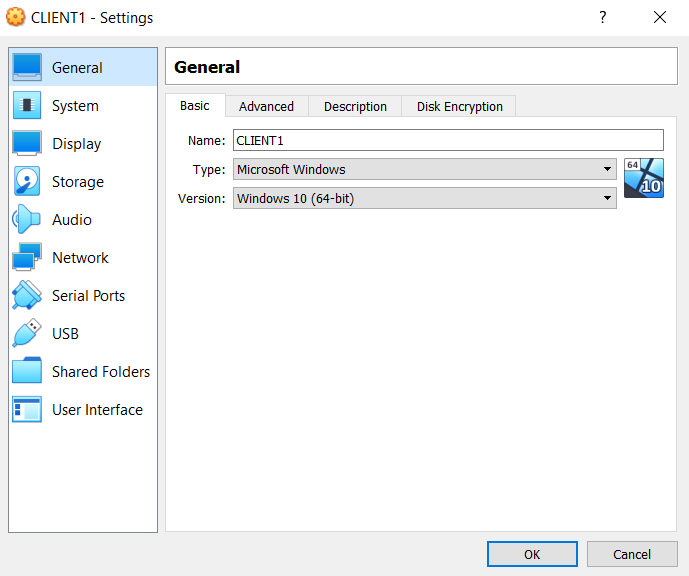 CLIENT1 - Settings
?
General
System
Display
Storage
Audio
Network
Serial Ports
USB
Shared Folders
User Interface
General
Basic Advanced Description Disk Encryption
Name: CLIENT1
Type: Microsoft Windows
Version: Windows 10 (64-bit)
64
10
OK Cancel